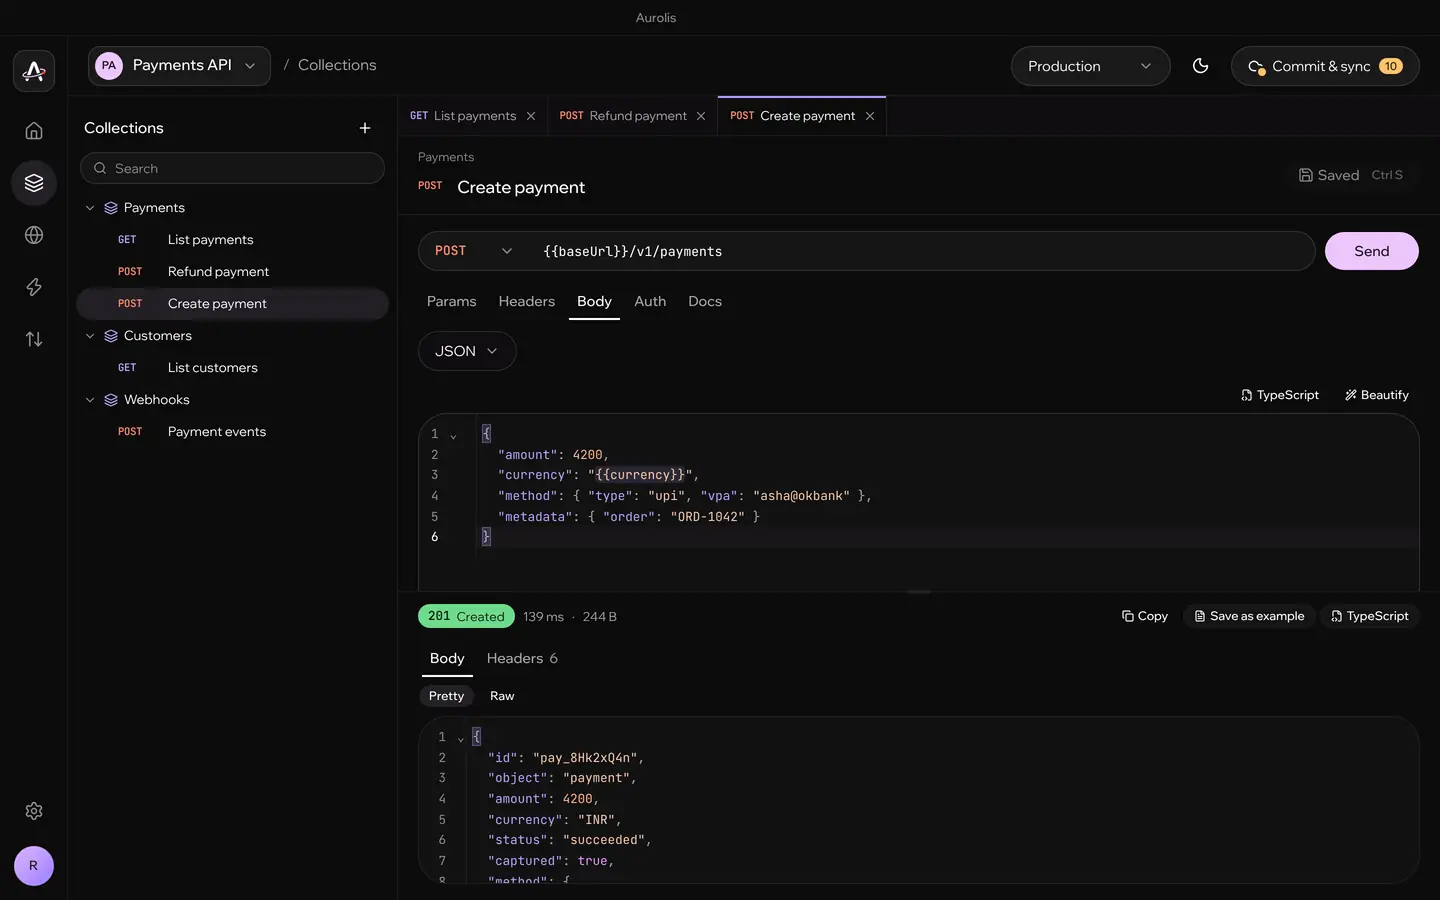 Aurolis
PA Payments API / Collections
Production
Commit & sync 10
Collections
Search
Payments
GET List payments
POST Refund payment
POST Create payment
Customers
GET List customers
Webhooks
POST Payment events
R
GET List payments
POST Refund payment
POST Create payment
Payments
POST Create payment
Saved Ctrl S
POST {{baseUrl}}/v1/payments
Send
Params Headers Body Auth Docs
JSON
TypeScript Beautify
1 {
2 "amount": 4200,
3 "currency": "{{currency}}",
4 "method": { "type": "upi", "vpa": "asha@okbank" },
5 "metadata": { "order": "ORD-1042" }
6 }
201 Created 139 ms · 244 B
Copy Save as example TypeScript
Body Headers 6
Pretty Raw
1 {
2 "id": "pay_8Hk2xQ4n",
3 "object": "payment",
4 "amount": 4200,
5 "currency": "INR",
6 "status": "succeeded",
7 "captured": true,
8 "method": {